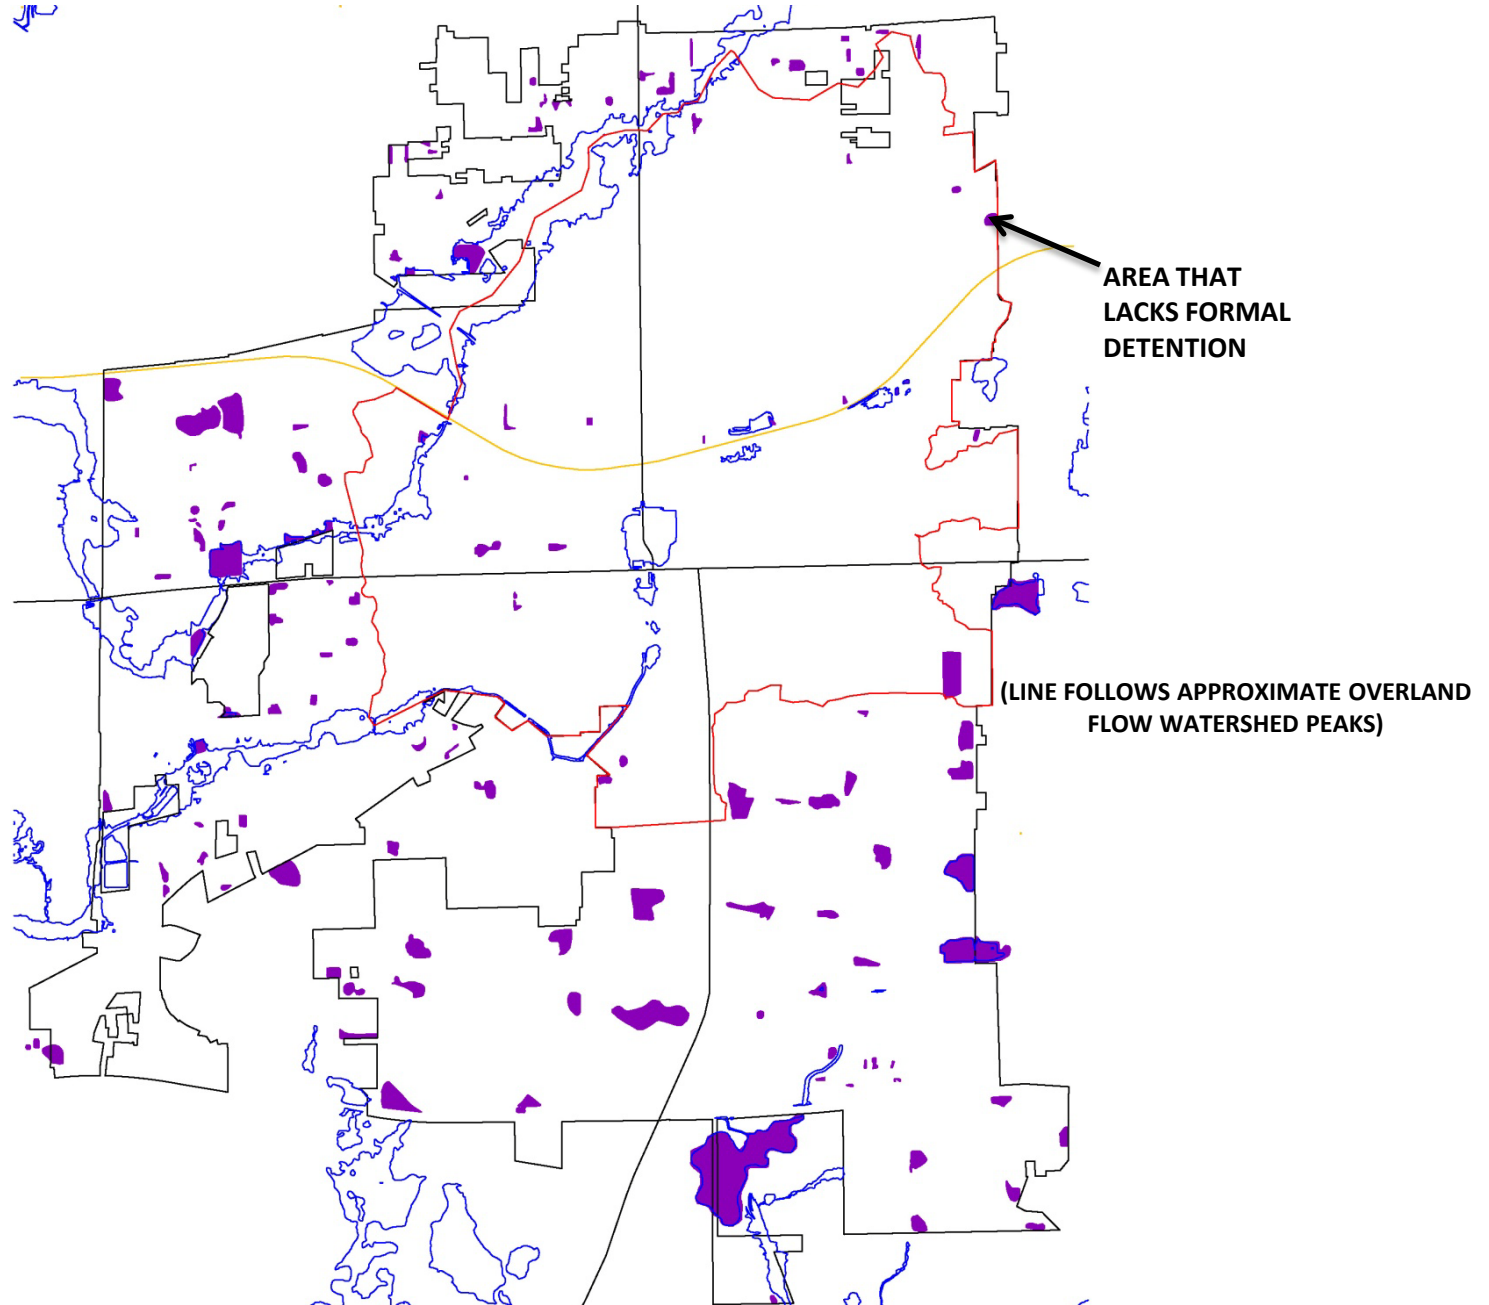 AREA THAT
LACKS FORMAL
DETENTION
(LINE FOLLOWS APPROXIMATE OVERLAND
FLOW WATERSHED PEAKS)